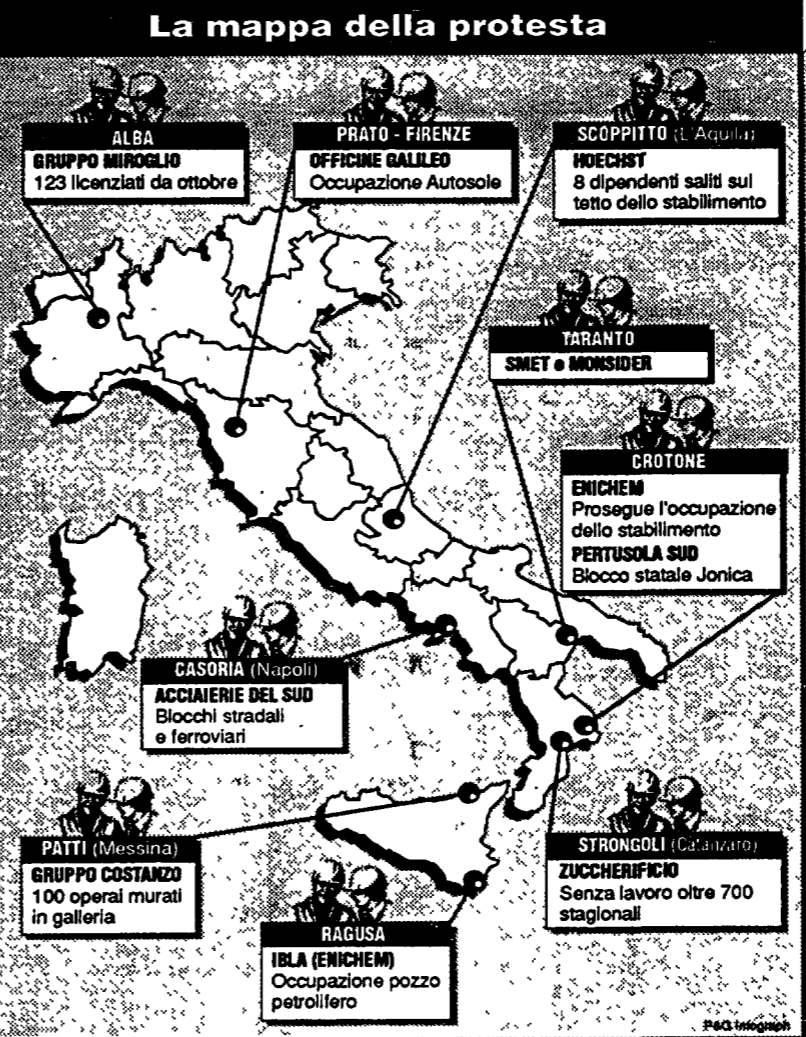 La mappa della protesta
ALBA
GRUPPO MIROGLIO
123 licenziati da ottobre
PRATO - FIRENZE
OFFICINE GALILEO
Occupazione Autosole
SCOPPITO (L'Aquila)
HOECHST
8 dipendenti saliti sul
tetto dello stabilimento
TARANTO
SMET e MONSIDER
CROTONE
ENICHEM
Prosegue l'occupazione
dello stabilimento
PERTUSOLA SUD
Blocco statale Jonica
CASORIA (Napoli)
ACCIAIERIE DEL SUD
Blocchi stradali
e ferroviari
PATTI (Messina)
GRUPPO COSTANZO
100 operai murati
in galleria
STRONGOLI (Catanzaro)
ZUCCHERIFICIO
Senza lavoro oltre 700
stagionali
RAGUSA
IBLA (ENICHEM)
Occupazione pozzo
petrolifero
P&G Infograph